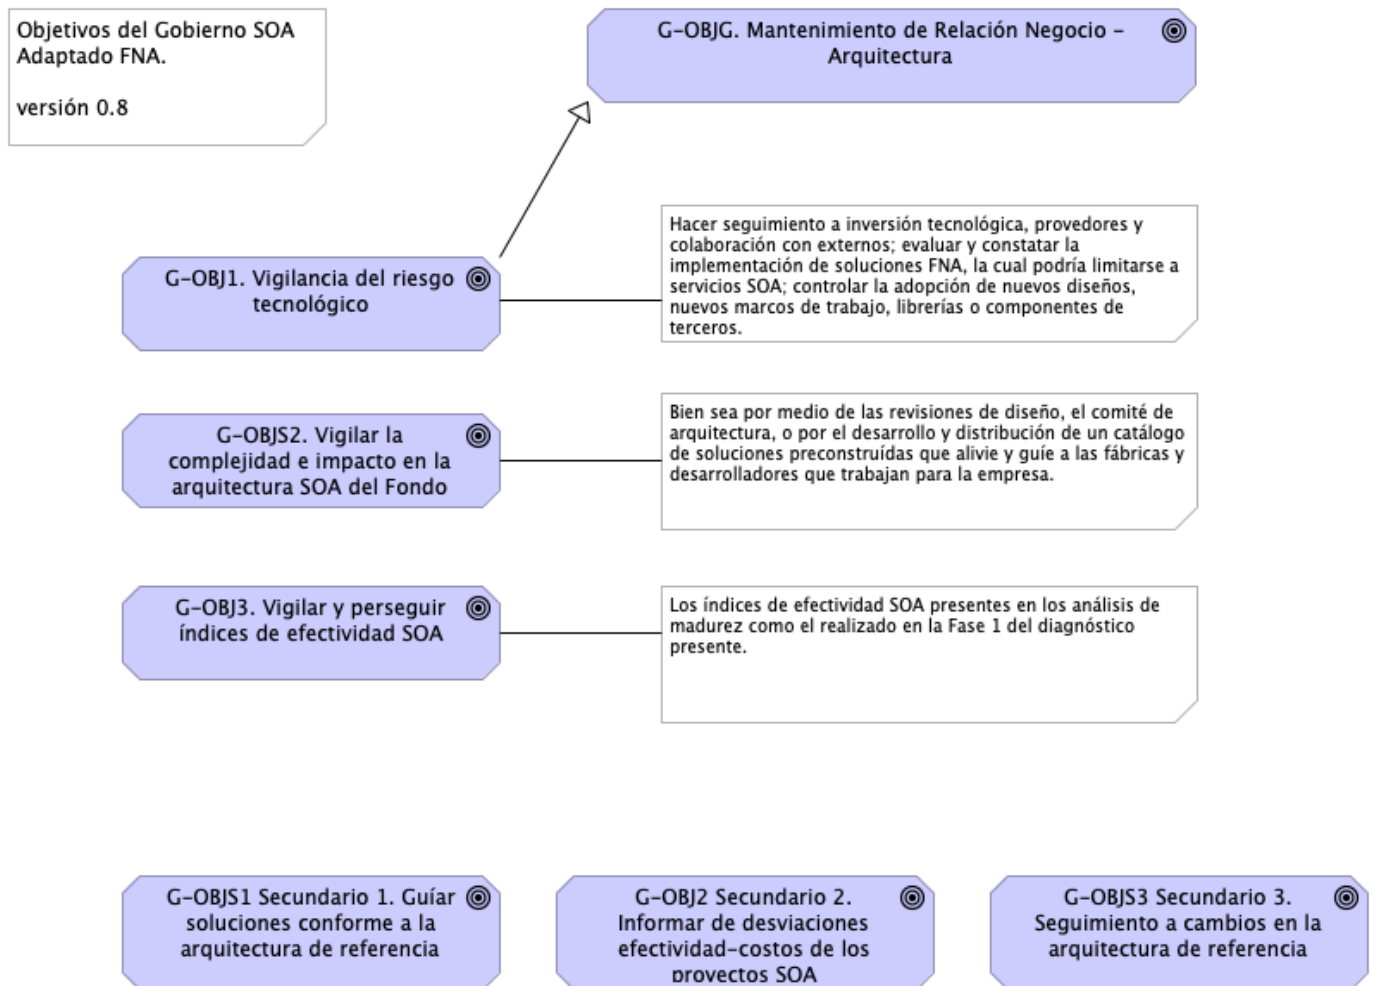 Objetivos del Gobierno SOA
Adaptado FNA.
versión 0.8
G-OBJG. Mantenimiento de Relación Negocio -
Arquitectura
G-OBJ1. Vigilancia del riesgo
tecnológico
Hacer seguimiento a inversión tecnológica, provedores y
colaboración con externos; evaluar y constatar la
implementación de soluciones FNA, la cual podría limitarse a
servicios SOA; controlar la adopción de nuevos diseños,
nuevos marcos de trabajo, librerías o componentes de
terceros.
G-OBJS2. Vigilar la
complejidad e impacto en la
arquitectura SOA del Fondo
Bien sea por medio de las revisiones de diseño, el comité de
arquitectura, o por el desarrollo y distribución de un catálogo
de soluciones preconstruídas que alivie y guíe a las fábricas y
desarrolladores que trabajan para la empresa.
G-OBJ3. Vigilar y perseguir
índices de efectividad SOA
Los índices de efectividad SOA presentes en los análisis de
madurez como el realizado en la Fase 1 del diagnóstico
presente.
G-OBJS1 Secundario 1. Guíar
soluciones conforme a la
arquitectura de referencia
G-OBJ2 Secundario 2.
Informar de desviaciones
efectividad-costos de los
proyectos SOA
G-OBJS3 Secundario 3.
Seguimiento a cambios en la
arquitectura de referencia